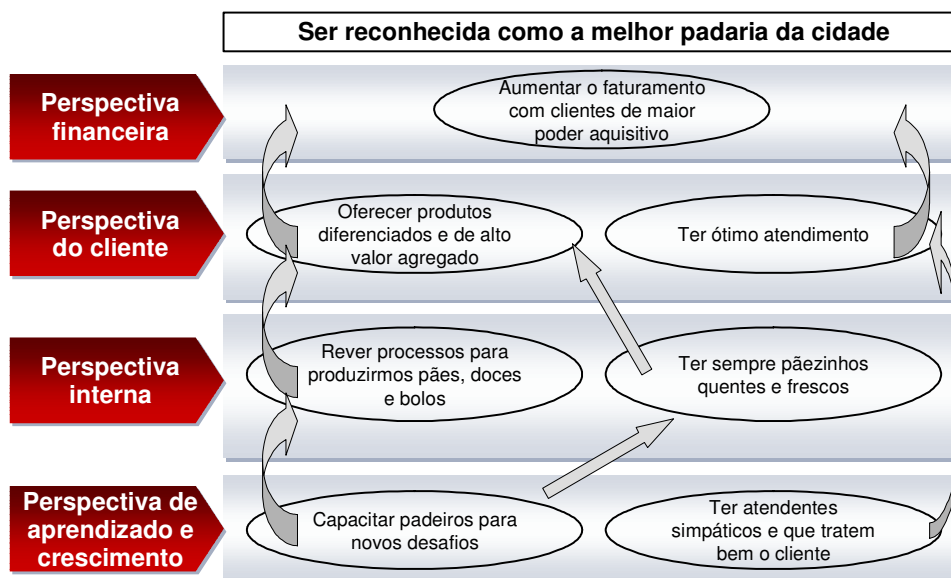 Ser reconhecida como a melhor padaria da cidade
Perspectiva
financeira
Aumentar o faturamento
com clientes de maior
poder aquisitivo
Perspectiva
do cliente
Oferecer produtos
diferenciados e de alto
valor agregado
Ter ótimo atendimento
Perspectiva
interna
Rever processos para
produzirmos pães, doces
e bolos
Ter sempre pãezinhos
quentes e frescos
Perspectiva de
aprendizado e
crescimento
Capacitar padeiros para
novos desafios
Ter atendentes
simpáticos e que tratem
bem o cliente